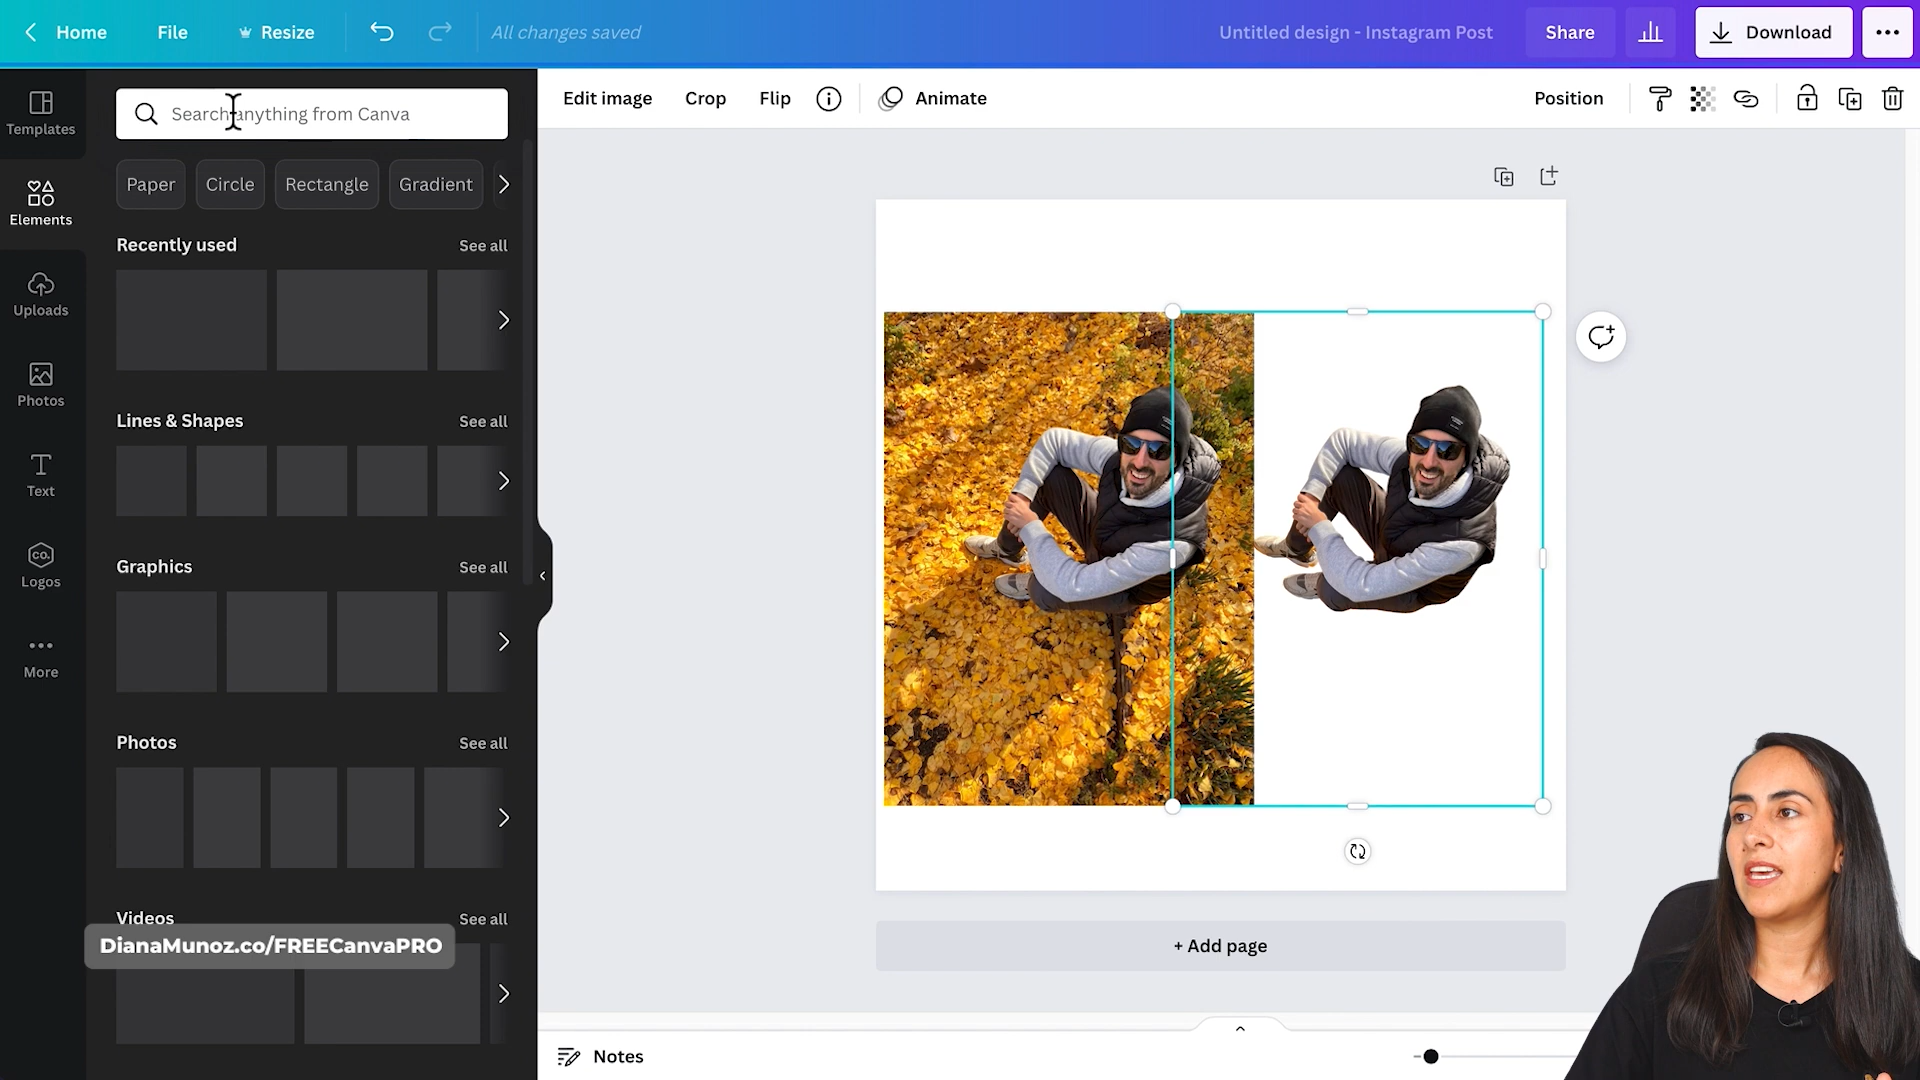 Home
File
Resize
All changes saved
Untitled design - Instagram Post
Share
Download
Templates
Elements
Uploads
Photos
Text
co.
Logos
More
Search anything from Canva
Paper
Circle
Rectangle
Gradient
Recently used
See all
Lines & Shapes
See all
Graphics
See all
Photos
See all
Videos
See all
DianaMunoz.co/FREECanvaPRO
Edit image
Crop
Flip
Animate
Position
+ Add page
Notes